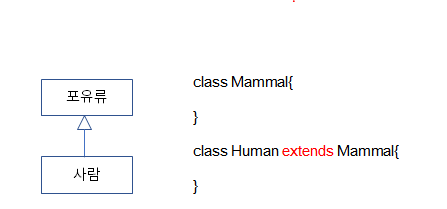 포유류
사람
class Mammal{
}
class Human extends Mammal{
}